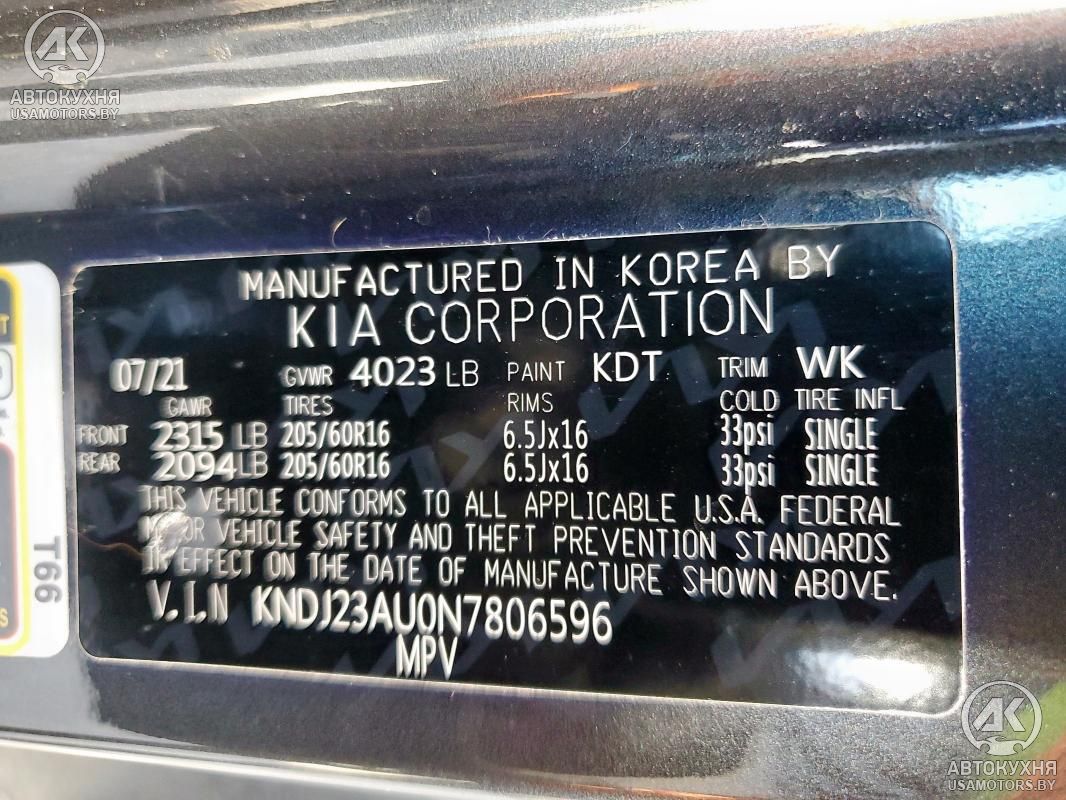 АВТОКУХНЯ
USAMOTORS.BY
MANUFACTURED IN KOREA BY
KIA CORPORATION
07/21 GVWR 4023 LB PAINT KDT TRIM WK
GAWR TIRES RIMS COLD TIRE INFL
FRONT 2315 LB 205/60R16 6.5Jx16 33psi SINGLE
REAR 2094 LB 205/60R16 6.5Jx16 33psi SINGLE
THIS VEHICLE CONFORMS TO ALL APPLICABLE U.S.A. FEDERAL
MOTOR VEHICLE SAFETY AND THEFT PREVENTION STANDARDS
IN EFFECT ON THE DATE OF MANUFACTURE SHOWN ABOVE.
V.I.N KNDJ23AU0N7806596
MPV
T66
АВТОКУХНЯ
USAMOTORS.BY